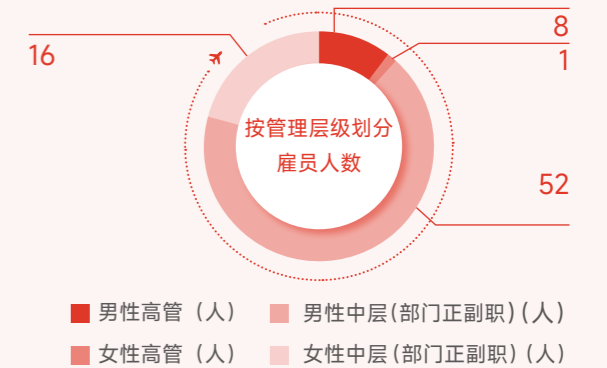 8
16
1
按管理层级划分
雇员人数
52
男性高管（人）
男性中层(部门正副职)(人)
女性高管（人）
女性中层(部门正副职)(人)